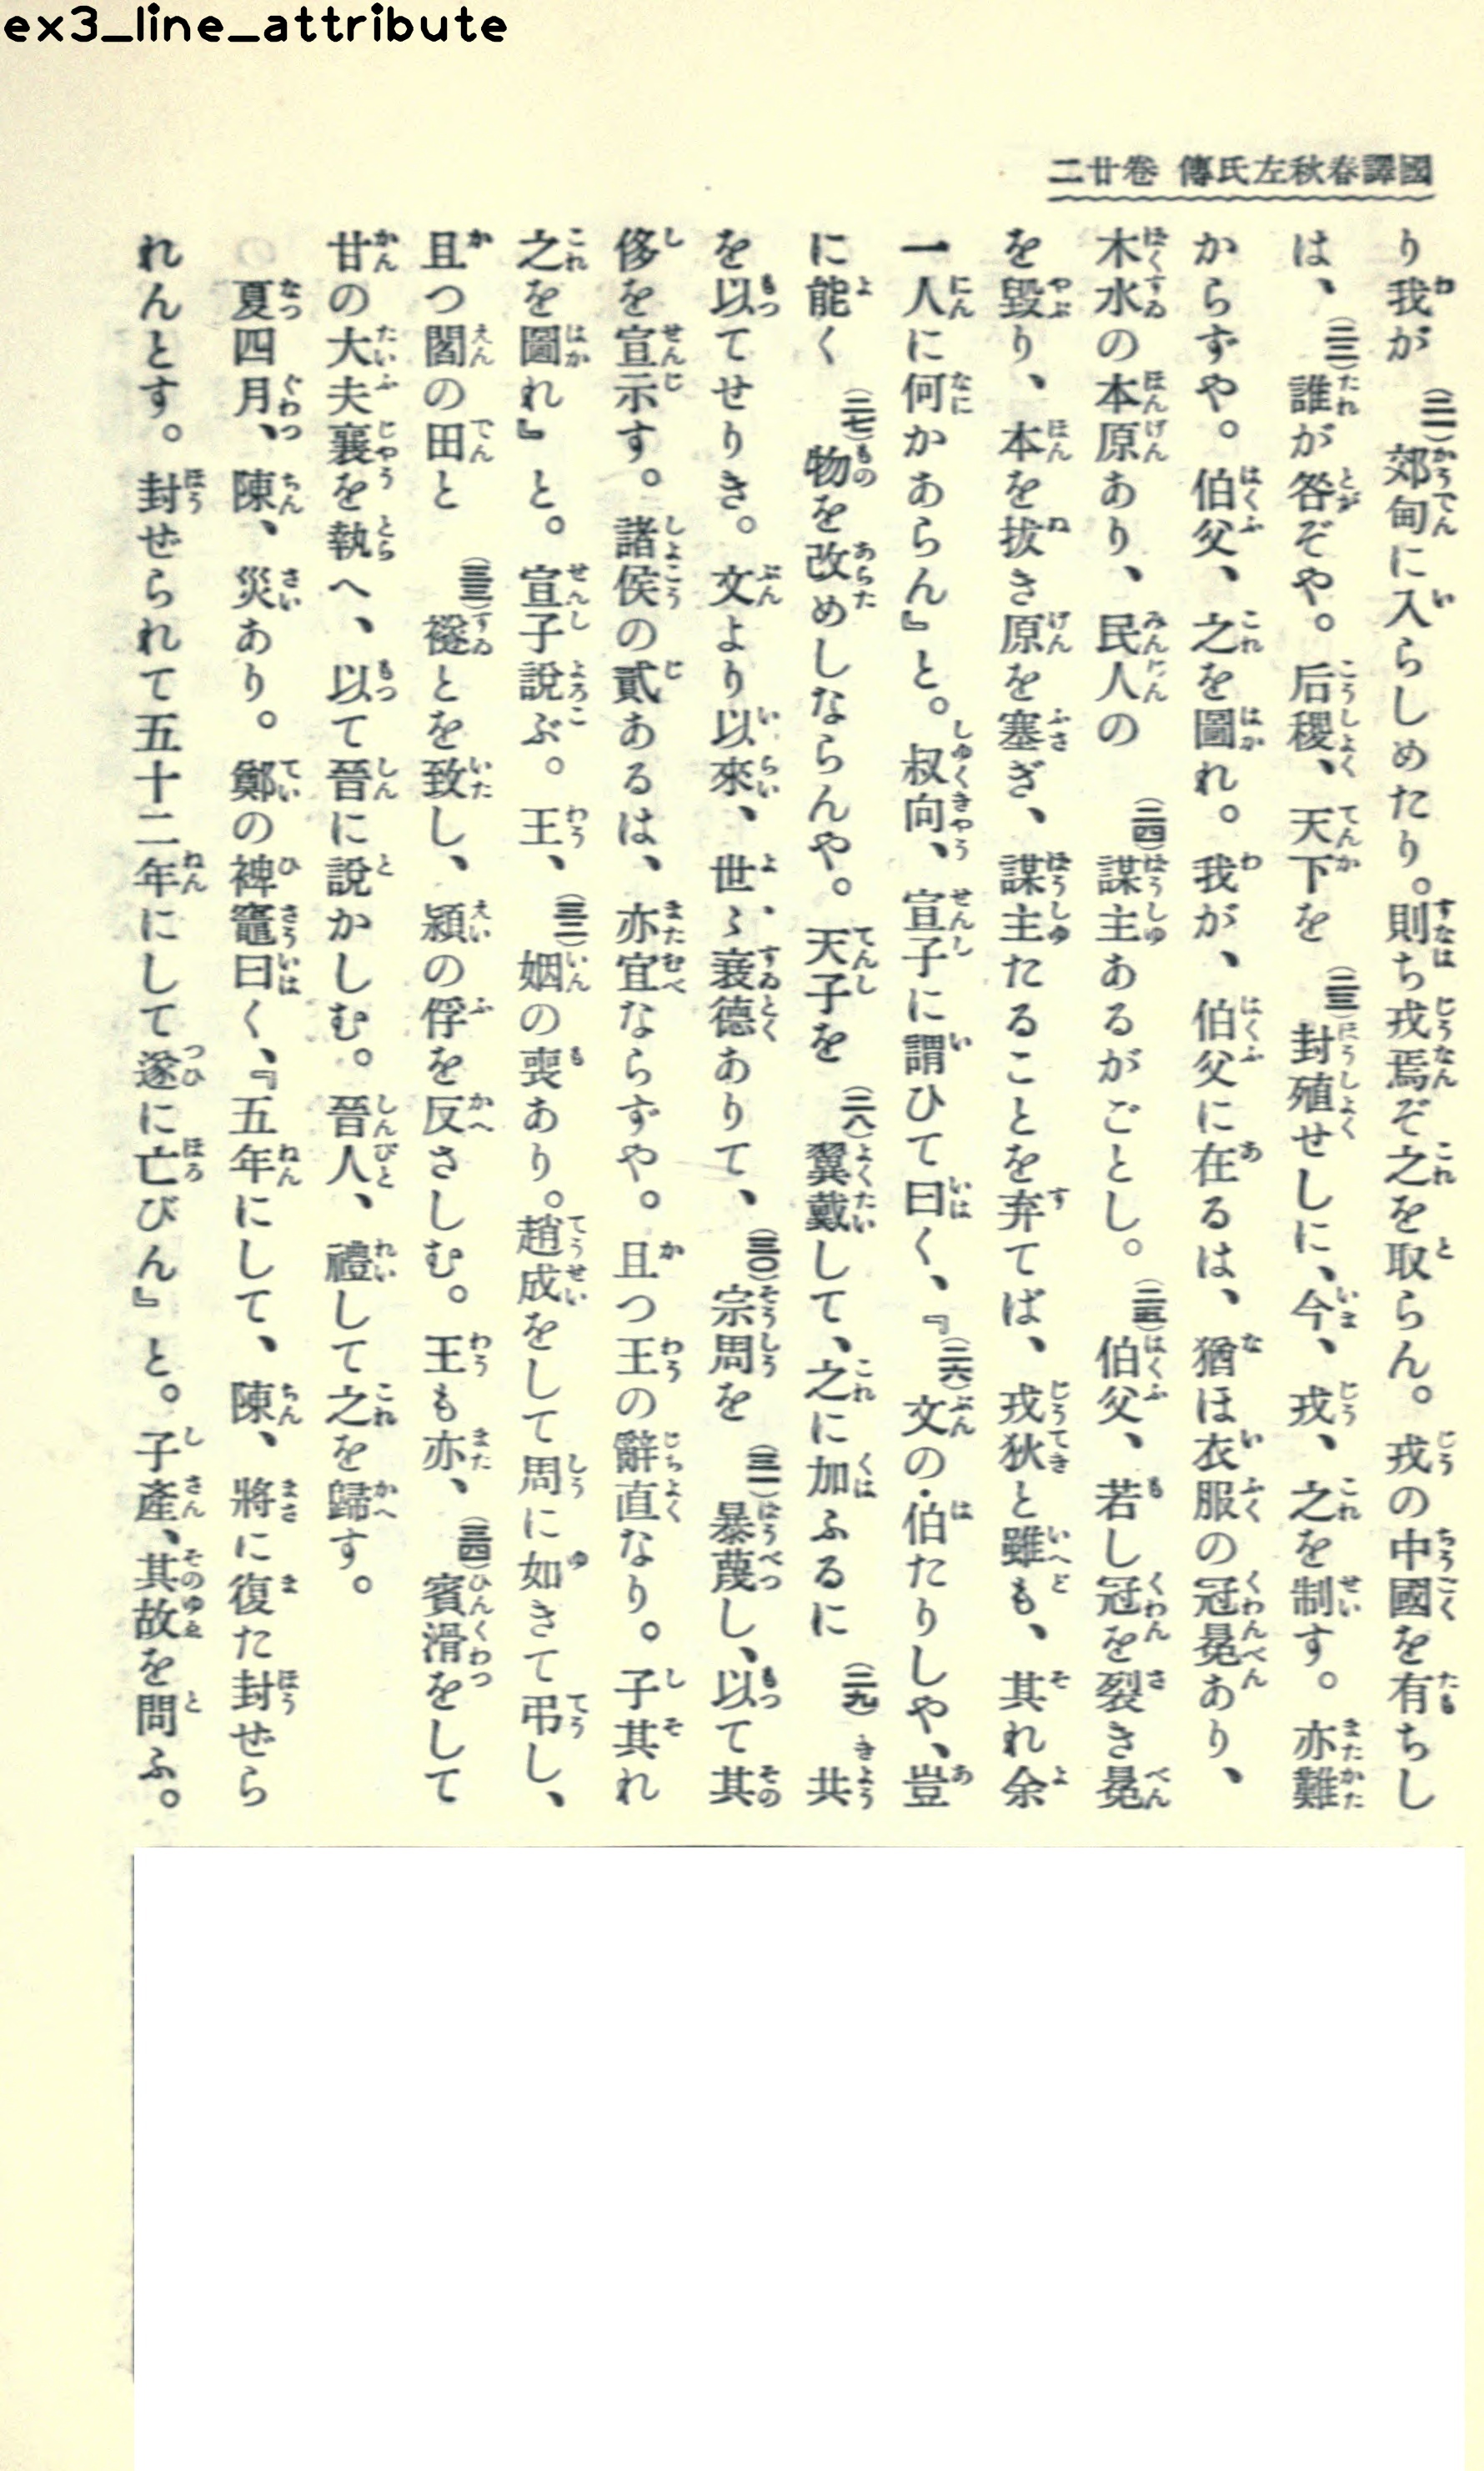 ex3_line_attribute
國譯春秋左氏傳 卷廿二
り我が(二一)郊甸に入らしめたり。則ち戎焉ぞ之を取らん。戎の中國を有ちし
は、(二二)誰が咎ぞや。后稷、天下を(二三)封殖せしに、今、戎、之を制す。亦難
からずや。伯父、之を圖れ。我が、伯父に在るは、猶ほ衣服の冠冕あり、
木水の本原あり、民人の(二四)謀主あるがごとし。(二五)伯父、若し冠を裂き冕
を毀り、本を拔き原を塞ぎ、謀主たることを弃てば、戎狄と雖も、其れ余
一人に何かあらん』と。叔向、宣子に謂ひて曰く、『(二六)文の伯たりしや、豈
に能く(二七)物を改めしならんや。天子を(二八)翼戴して、之に加ふるに(二九)共
を以てせりき。文より以來、世〻衰德ありて、(三〇)宗周を(三一)暴蔑し、以て其
侈を宣示す。諸侯の貳あるは、亦宜ならずや。且つ王の辭直なり。子其れ
之を圖れ』と。宣子說ぶ。王、(三二)姻の喪あり。趙成をして周に如きて弔し、
且つ閻の田と(三三)襚とを致し、潁の俘を反さしむ。王も亦、(三四)賓滑をして
甘の大夫襄を執へ、以て晉に說かしむ。晉人、禮して之を歸す。
夏四月、陳、災あり。鄭の裨竈曰く、『五年にして、陳、將に復た封ぜら
れんとす。封ぜられて五十二年にして遂に亡びん』と。子產、其故を問ふ。